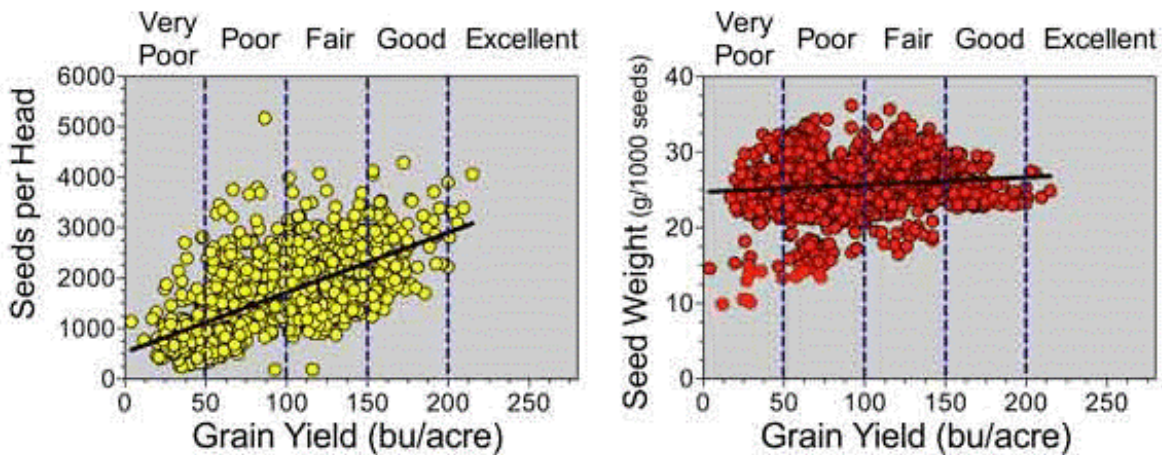 Very
Poor Poor Fair Good Excellent
Seeds per Head
6000
5000
4000
3000
2000
1000
0
0 50 100 150 200 250
Grain Yield (bu/acre)
Very
Poor Poor Fair Good Excellent
Seed Weight (g/1000 seeds)
40
30
20
10
0
0 50 100 150 200 250
Grain Yield (bu/acre)